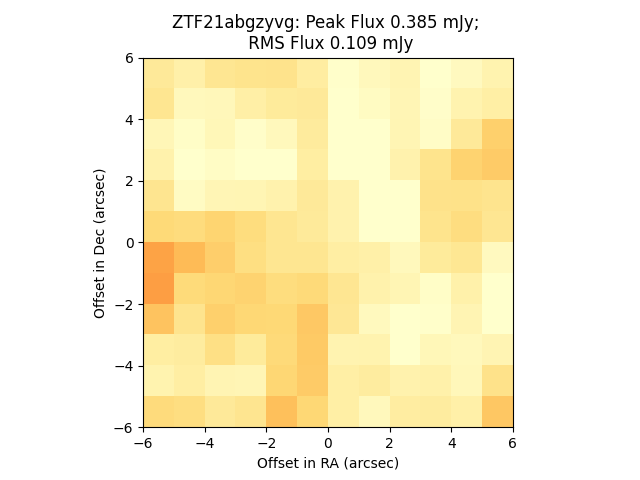 ZTF21abgzyvg: Peak Flux 0.385 mJy;
RMS Flux 0.109 mJy
6
4
2
0
−2
−4
−6
Offset in Dec (arcsec)
−6 −4 −2 0 2 4 6
Offset in RA (arcsec)